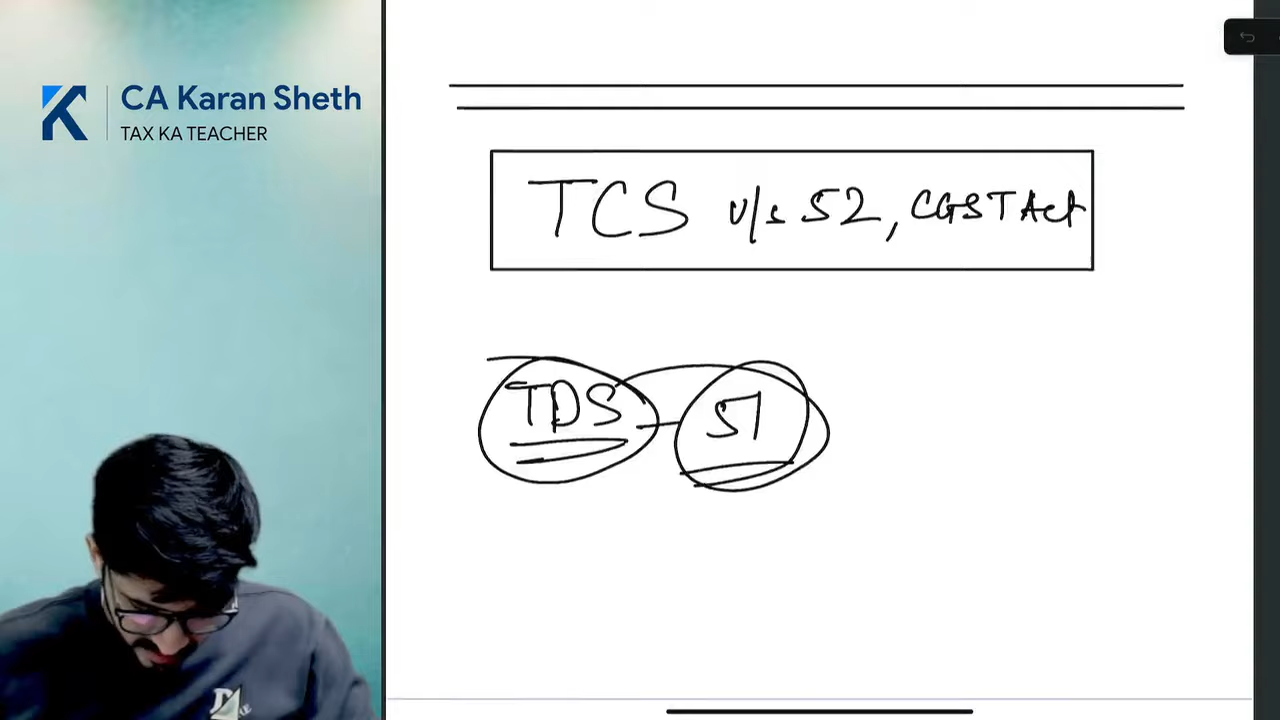 CA Karan Sheth
TAX KA TEACHER
TCS u/s 52, CGST Act
TDS - 51